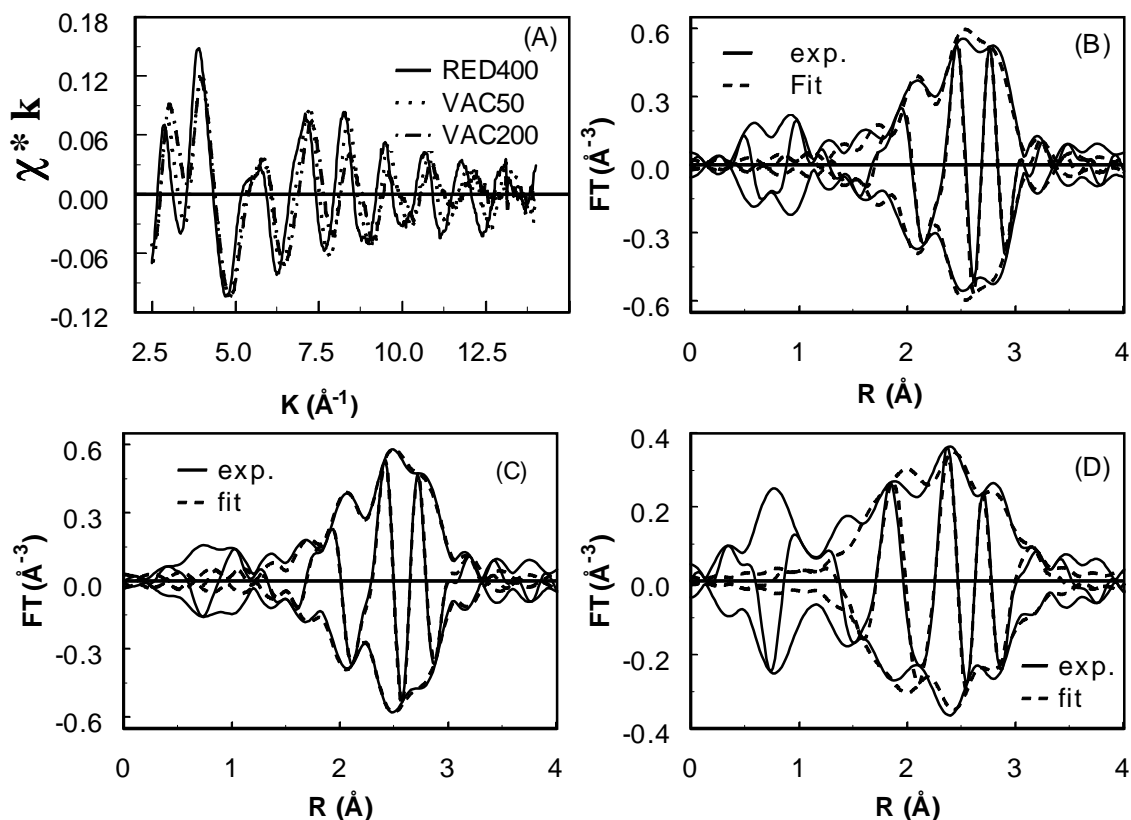 (A)
0.18
0.12
0.06
0.00
-0.06
-0.12
χ* k
RED400
VAC50
VAC200
2.5 5.0 7.5 10.0 12.5
K (Å-1)
(B)
0.6
0.3
0.0
-0.3
-0.6
FT(Å-3)
exp.
Fit
0 1 2 3 4
R (Å)
(C)
0.6
0.3
0.0
-0.3
-0.6
FT(Å-3)
exp.
fit
0 1 2 3 4
R (Å)
(D)
0.4
0.2
0.0
-0.2
-0.4
FT(Å-3)
exp.
fit
0 1 2 3 4
R (Å)